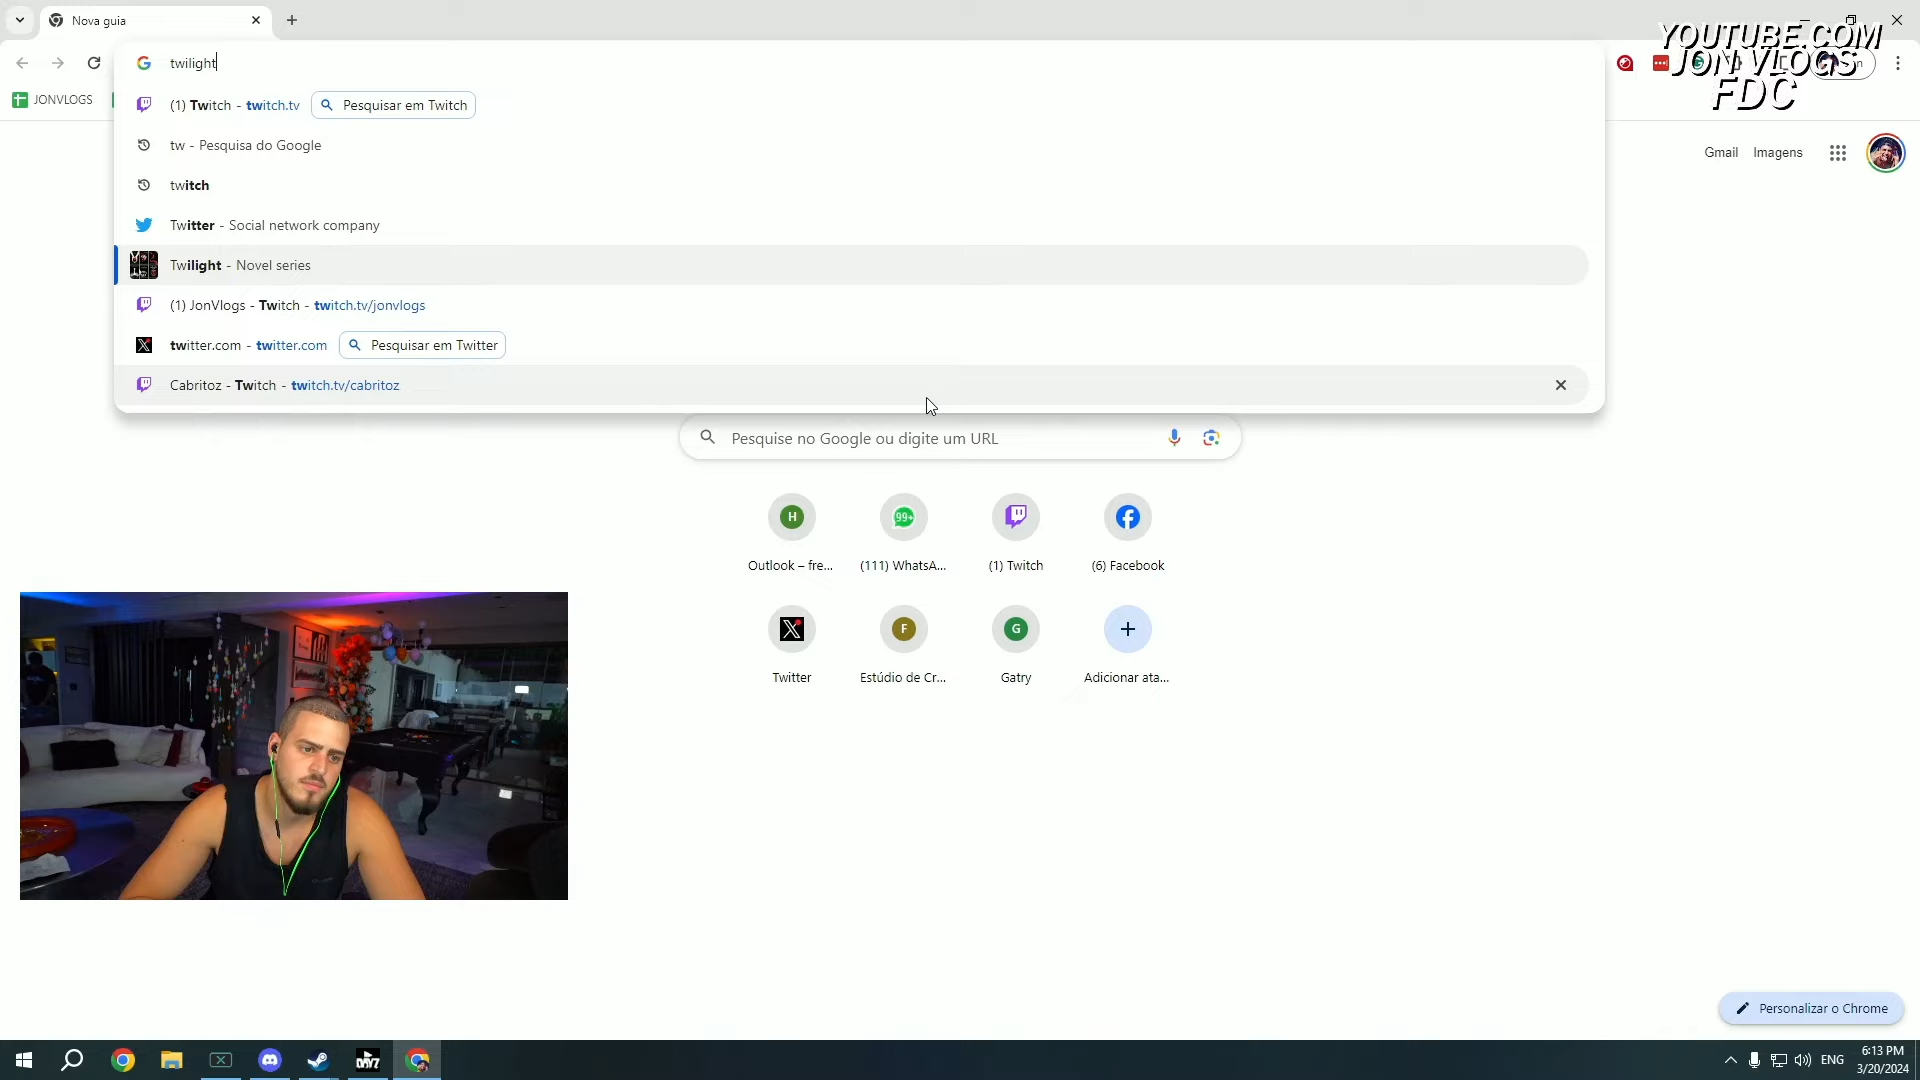 Nova guia
YOUTUBE.COM
JON VLOGS
FDC
twilight
JONVLOGS
(1) Twitch - twitch.tv Pesquisar em Twitch
tw - Pesquisa do Google
twitch
Twitter - Social network company
Twilight - Novel series
(1) JonVlogs - Twitch - twitch.tv/jonvlogs
twitter.com - twitter.com Pesquisar em Twitter
Cabritoz - Twitch - twitch.tv/cabritoz
Gmail Imagens
Pesquise no Google ou digite um URL
H 99+
Outlook – fre... (111) WhatsA... (1) Twitch (6) Facebook
F G
Twitter Estúdio de Cr... Gatry Adicionar ata...
Personalizar o Chrome
DAYZ
ENG
6:13 PM
3/20/2024